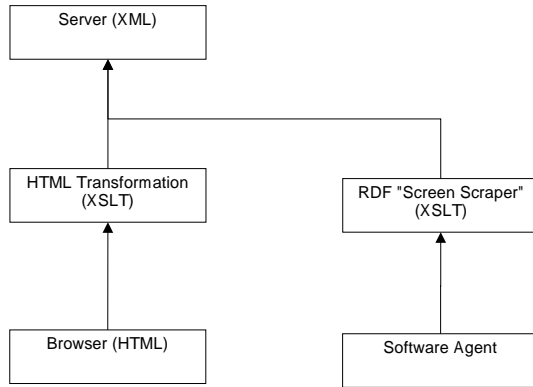 Server (XML)
HTML Transformation
(XSLT)
RDF "Screen Scraper"
(XSLT)
Browser (HTML)
Software Agent